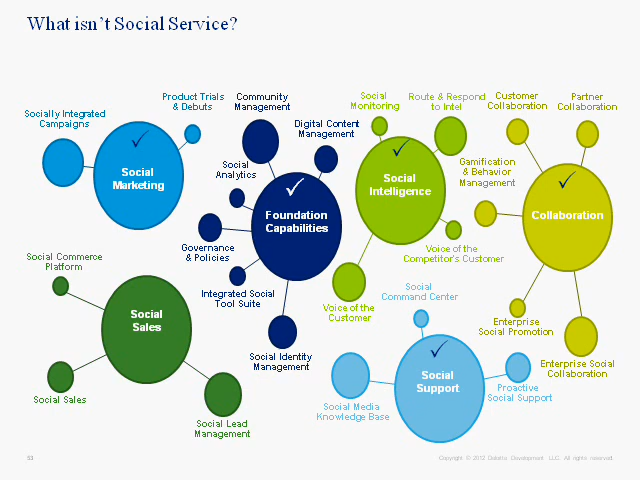 What isn't Social Service?
Socially Integrated
Campaigns
Product Trials
& Debuts
Social
Marketing
Community
Management
Digital Content
Management
Social
Analytics
Foundation
Capabilities
Governance
& Policies
Integrated Social
Tool Suite
Social Identity
Management
Social
Monitoring
Route & Respond
to Intel
Social
Intelligence
Voice of the
Competitor's Customer
Voice of the
Customer
Customer
Collaboration
Partner
Collaboration
Gamification
& Behavior
Management
Collaboration
Enterprise
Social Promotion
Enterprise Social
Collaboration
Social Commerce
Platform
Social
Sales
Social Sales
Social Lead
Management
Social
Command Center
Social
Support
Social Media
Knowledge Base
Proactive
Social Support
53
Copyright © 2012 Deloitte Development LLC. All rights reserved.